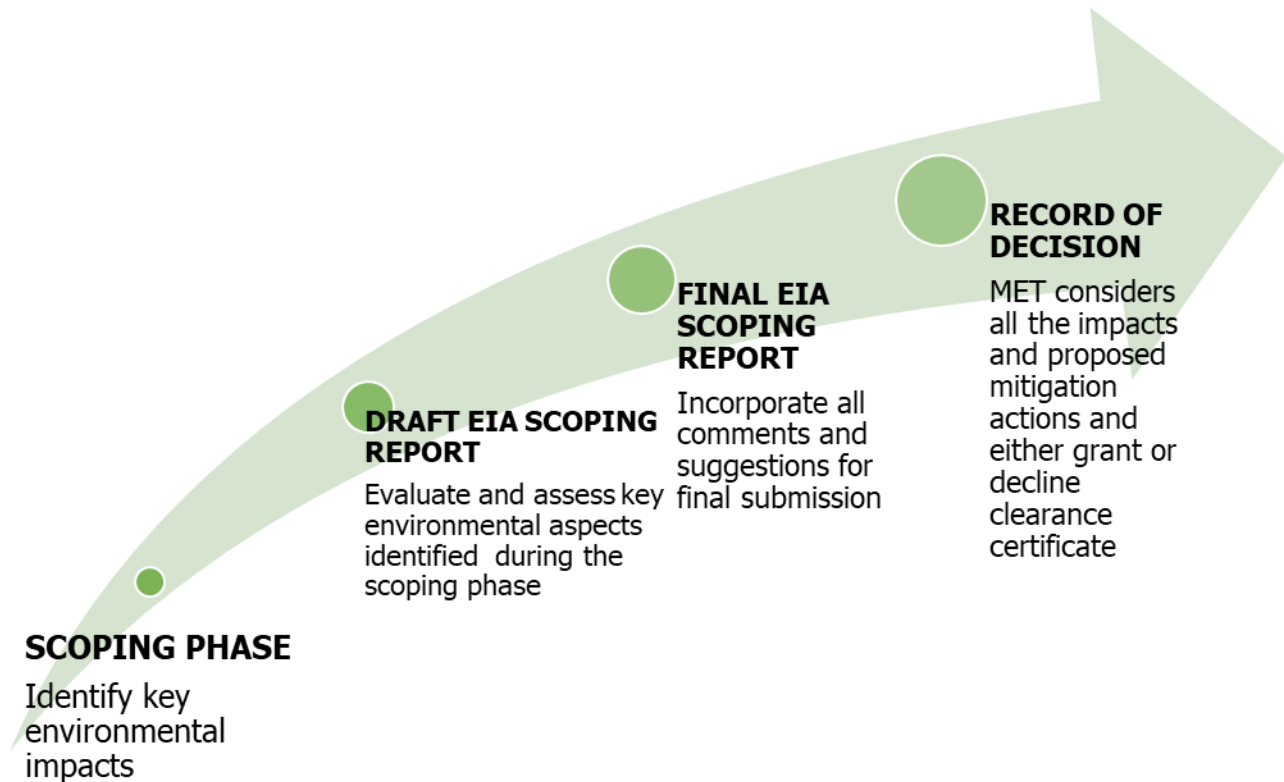 SCOPING PHASE
Identify key
environmental
impacts
DRAFT EIA SCOPING
REPORT
Evaluate and assess key
environmental aspects
identified during the
scoping phase
FINAL EIA
SCOPING
REPORT
Incorporate all
comments and
suggestions for
final submission
RECORD OF
DECISION
MET considers
all the impacts
and proposed
mitigation
actions and
either grant or
decline
clearance
certificate